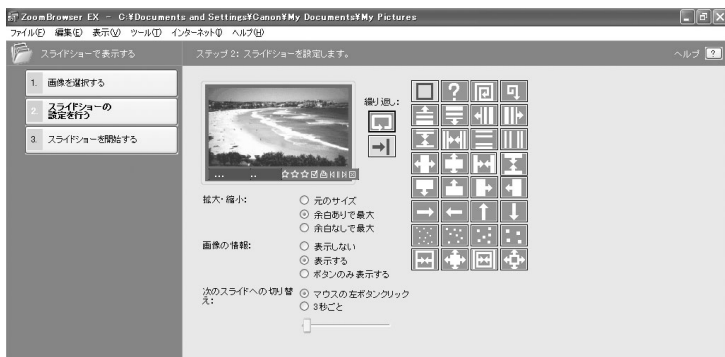 ZoomBrowser EX - C:¥Documents and Settings¥Canon¥My Documents¥My Pictures
ファイル(F) 編集(E) 表示(V) ツール(T) インターネット(I) ヘルプ(H)
スライドショーで表示する
ステップ2: スライドショーを設定します。
ヘルプ ?
1. 画像を選択する
2. スライドショーの
設定を行う
3. スライドショーを開始する
繰り返し:
拡大・縮小:
元のサイズ
余白ありで最大
余白なしで最大
画像の情報:
表示しない
表示する
ボタンのみ表示する
次のスライドへの切り替
え:
マウスの左ボタンクリック
3秒ごと